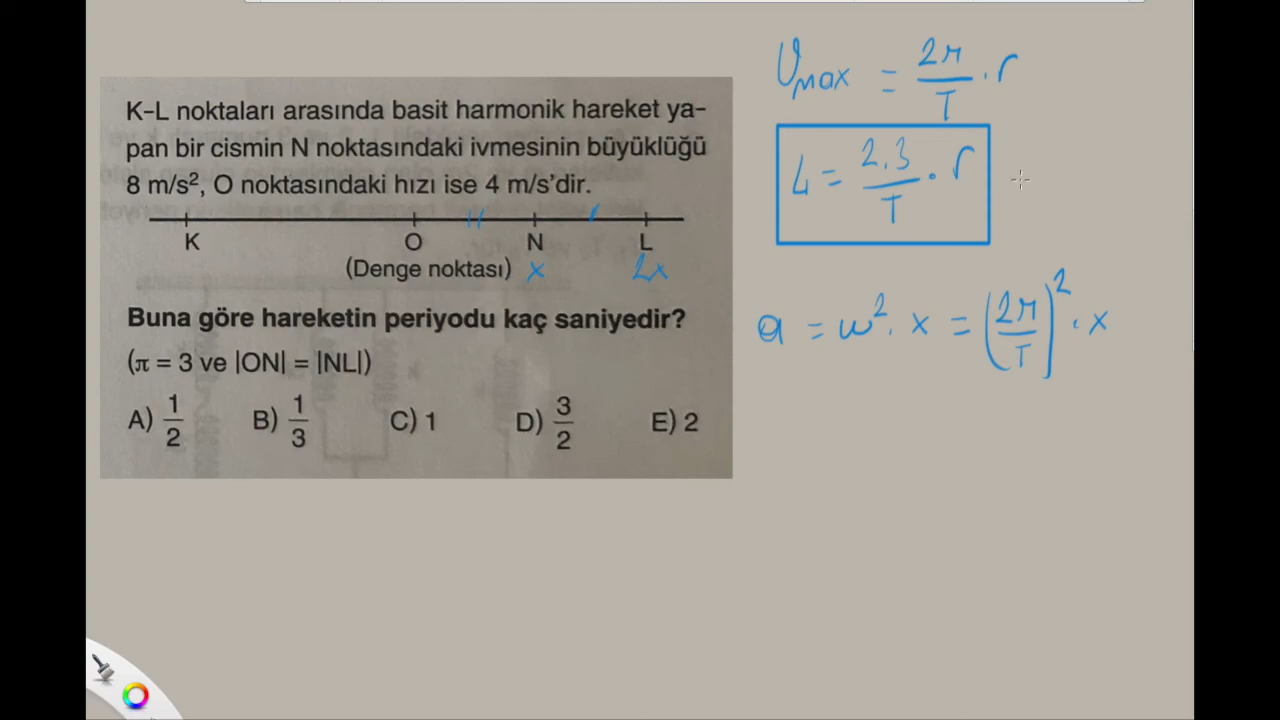 K–L noktaları arasında basit harmonik hareket ya-
pan bir cismin N noktasındaki ivmesinin büyüklüğü
8 m/s², O noktasındaki hızı ise 4 m/s'dir.
K O N L
(Denge noktası) x 2x
Buna göre hareketin periyodu kaç saniyedir?
(π = 3 ve |ON| = |NL|)
A) 1/2 B) 1/3 C) 1 D) 3/2 E) 2
υmax = 2π/T · r
4 = 2.3/T · r
a = w² · x = (2π/T)² · x